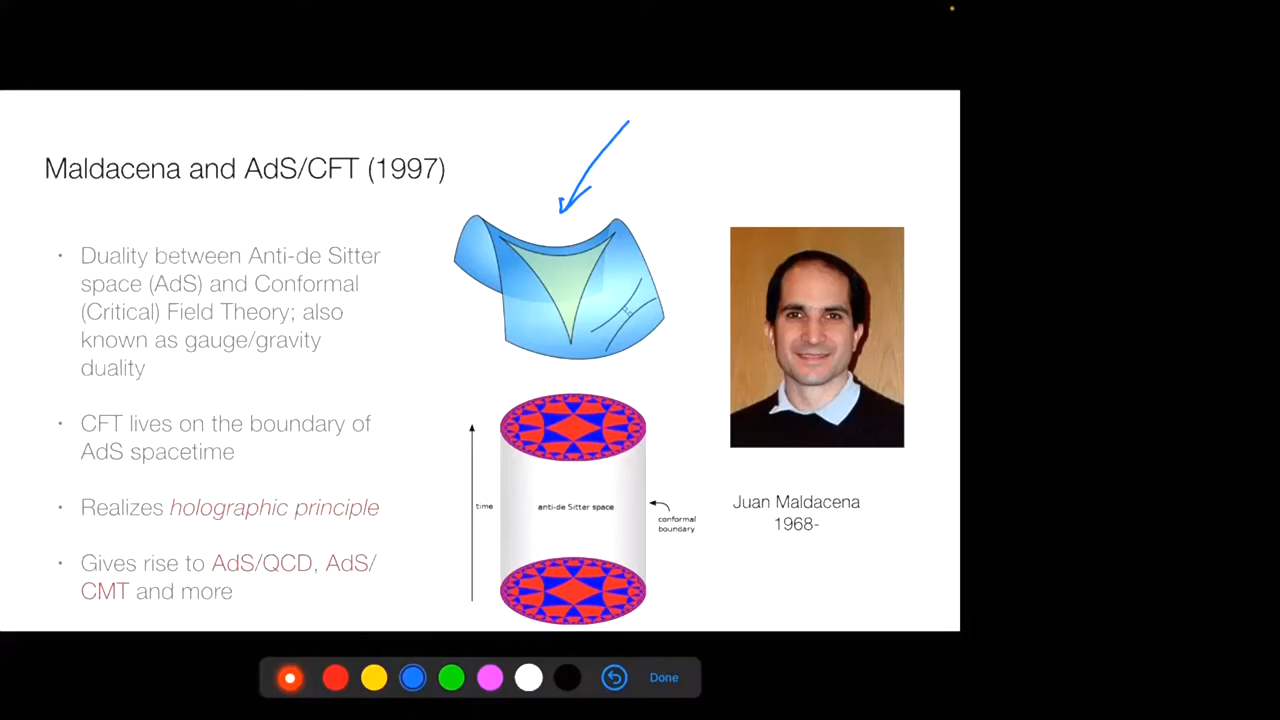 Maldacena and AdS/CFT (1997)
• Duality between Anti-de Sitter
space (AdS) and Conformal
(Critical) Field Theory; also
known as gauge/gravity
duality
• CFT lives on the boundary of
AdS spacetime
• Realizes holographic principle
• Gives rise to AdS/QCD, AdS/
CMT and more
time
anti-de Sitter space
conformal
boundary
Juan Maldacena
1968-
Done